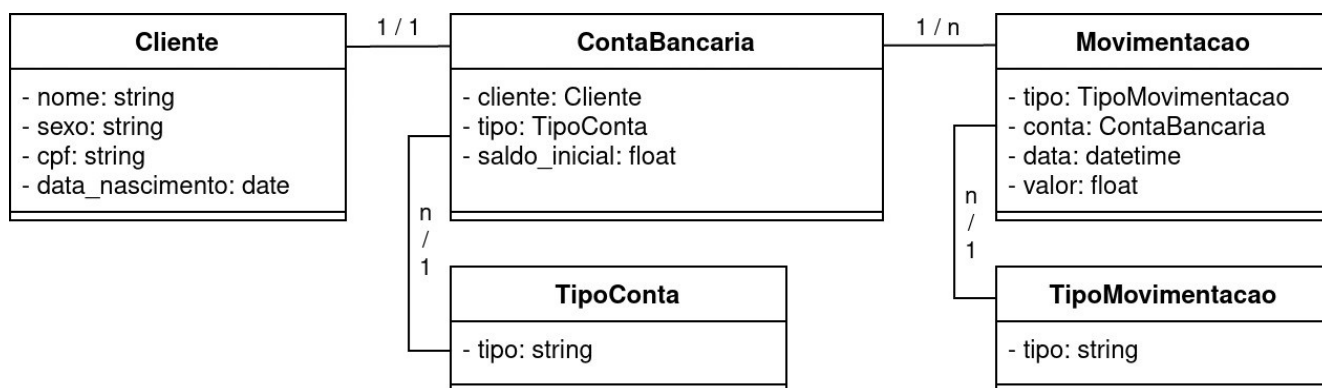 Cliente
- nome: string
- sexo: string
- cpf: string
- data_nascimento: date
1 / 1
ContaBancaria
- cliente: Cliente
- tipo: TipoConta
- saldo_inicial: float
1 / n
Movimentacao
- tipo: TipoMovimentacao
- conta: ContaBancaria
- data: datetime
- valor: float
n
/
1
TipoConta
- tipo: string
n
/
1
TipoMovimentacao
- tipo: string